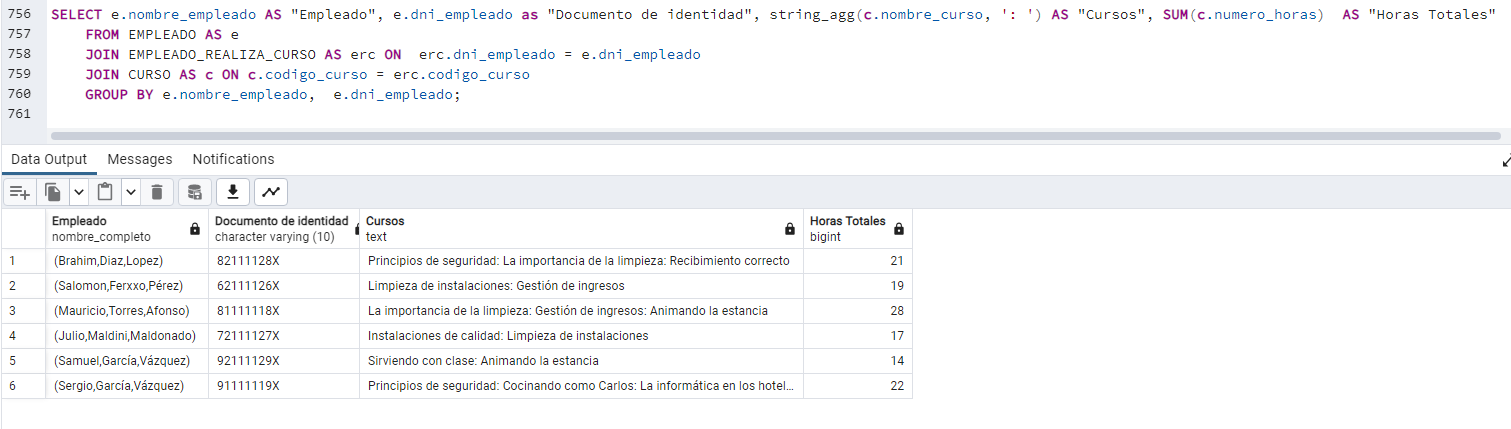 756 SELECT e.nombre_empleado AS "Empleado", e.dni_empleado as "Documento de identidad", string_agg(c.nombre_curso, ': ') AS "Cursos", SUM(c.numero_horas)  AS "Horas Totales"
757 FROM EMPLEADO AS e
758 JOIN EMPLEADO_REALIZA_CURSO AS erc ON  erc.dni_empleado = e.dni_empleado
759 JOIN CURSO AS c ON c.codigo_curso = erc.codigo_curso
760 GROUP BY e.nombre_empleado,  e.dni_empleado;
761
Data Output Messages Notifications
Empleado Documento de identidad Cursos Horas Totales
nombre_completo character varying (10) text bigint
1 (Brahim,Diaz,Lopez) 82111128X Principios de seguridad: La importancia de la limpieza: Recibimiento correcto 21
2 (Salomon,Ferxxo,Pérez) 62111126X Limpieza de instalaciones: Gestión de ingresos 19
3 (Mauricio,Torres,Afonso) 81111118X La importancia de la limpieza: Gestión de ingresos: Animando la estancia 28
4 (Julio,Maldini,Maldonado) 72111127X Instalaciones de calidad: Limpieza de instalaciones 17
5 (Samuel,García,Vázquez) 92111129X Sirviendo con clase: Animando la estancia 14
6 (Sergio,García,Vázquez) 91111119X Principios de seguridad: Cocinando como Carlos: La informática en los hotel... 22